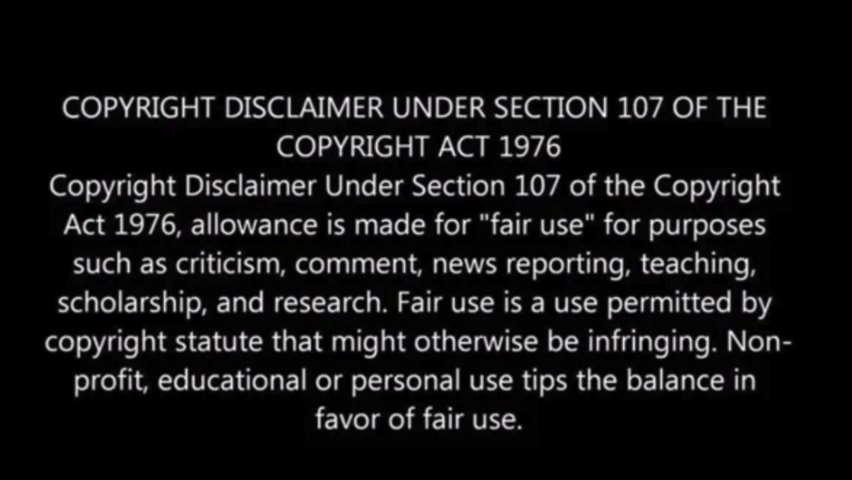 COPYRIGHT DISCLAIMER UNDER SECTION 107 OF THE
COPYRIGHT ACT 1976
Copyright Disclaimer Under Section 107 of the Copyright
Act 1976, allowance is made for "fair use" for purposes
such as criticism, comment, news reporting, teaching,
scholarship, and research. Fair use is a use permitted by
copyright statute that might otherwise be infringing. Non-
profit, educational or personal use tips the balance in
favor of fair use.